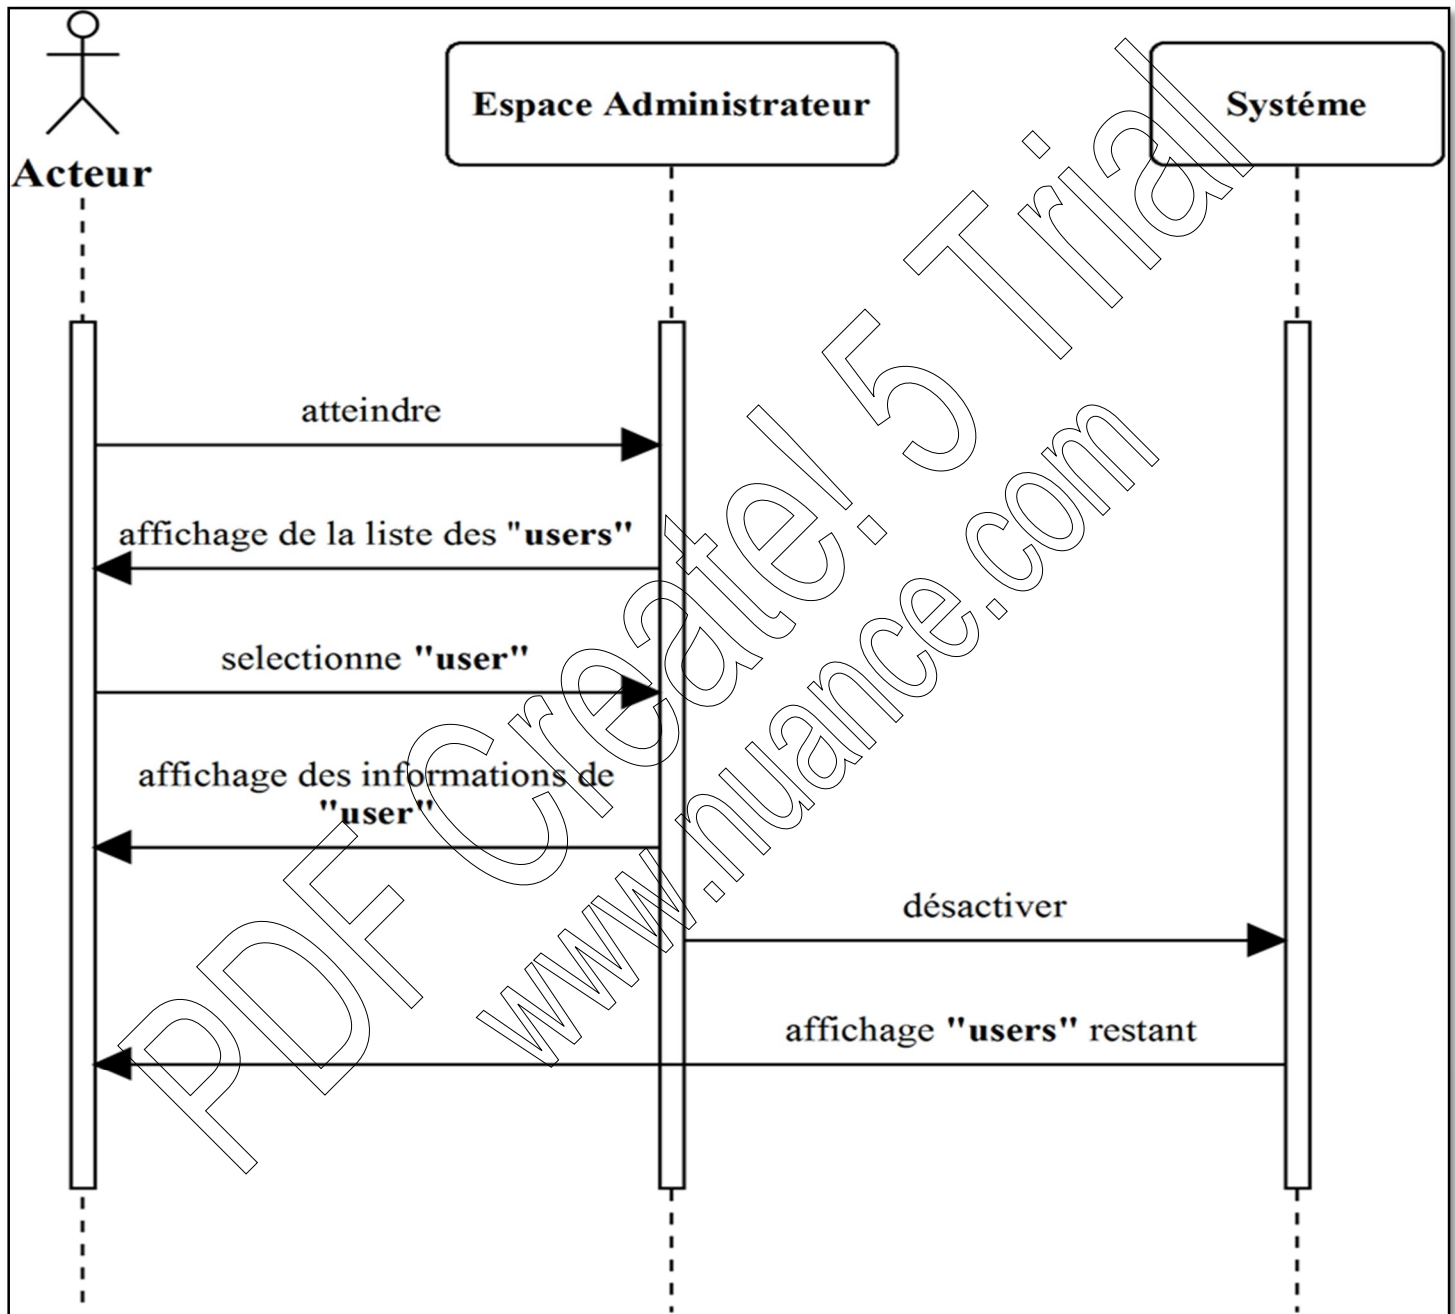 Espace Administrateur
Systéme
Acteur
atteindre
affichage de la liste des "users"
selectionne "user"
affichage des informations de
"user"
désactiver
affichage "users" restant
PDF Create! 5 Trial
www.nuance.com